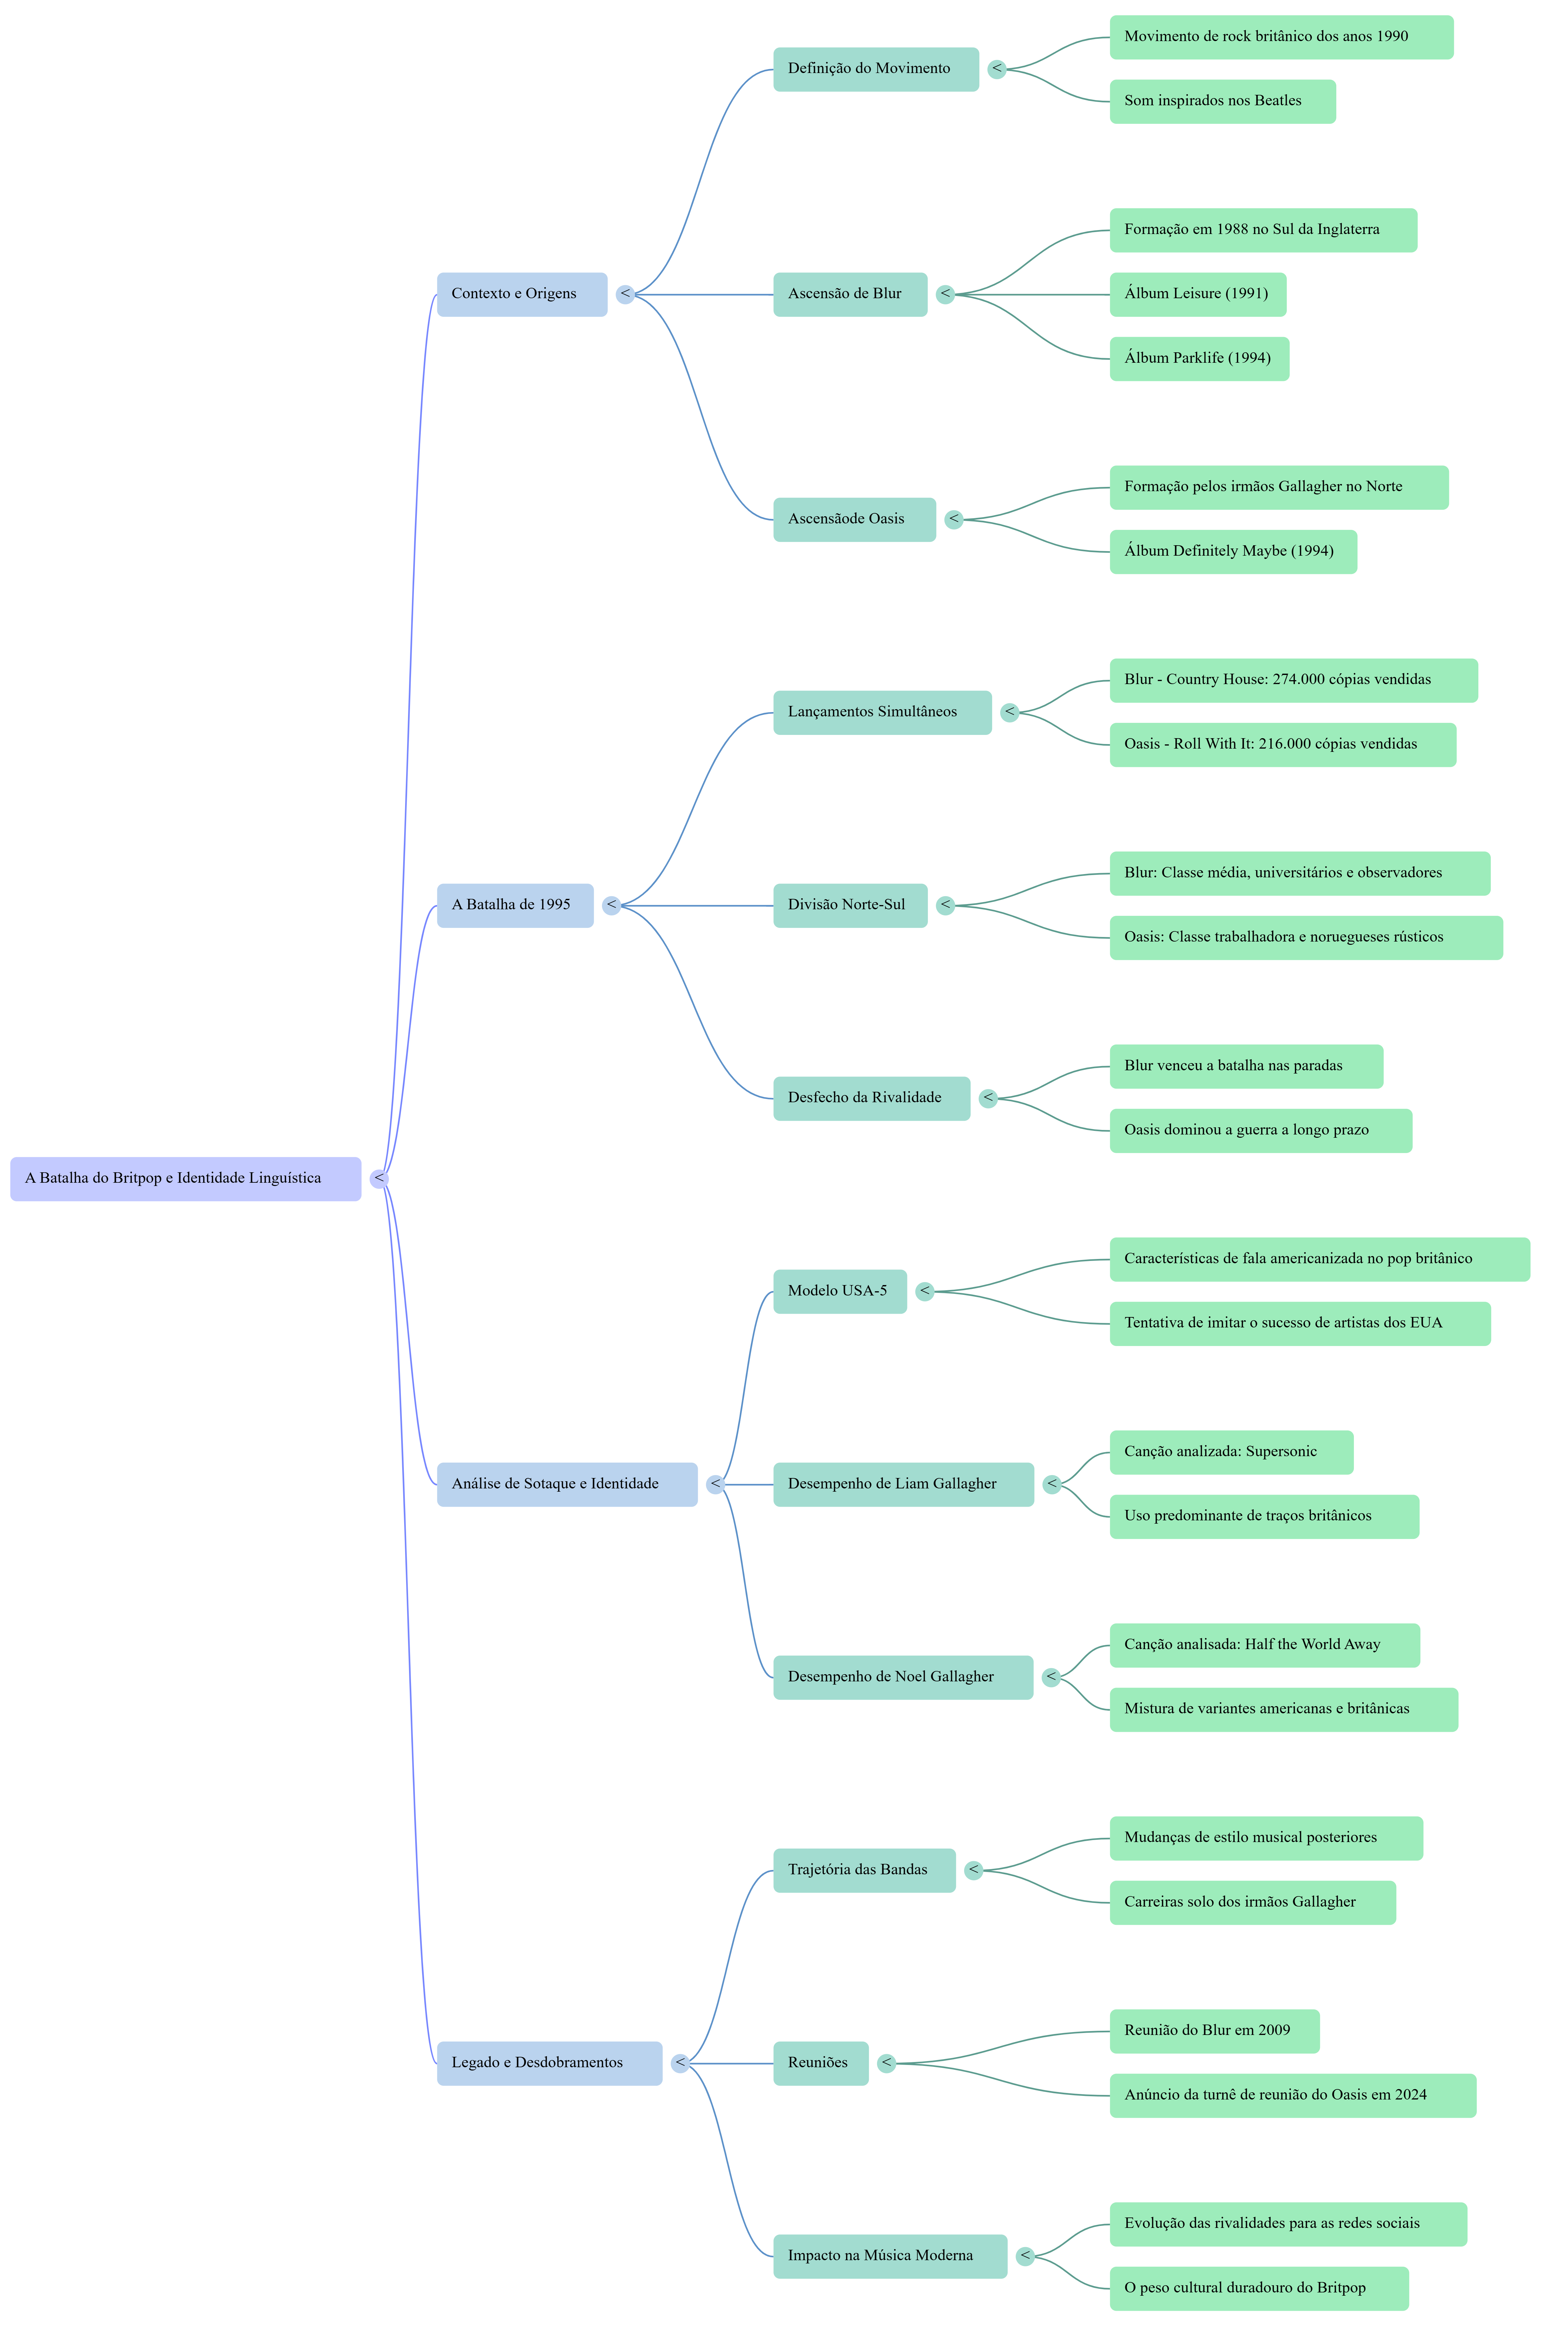 A Batalha do Britpop e Identidade Linguística
Contexto e Origens
Definição do Movimento
Movimento de rock britânico dos anos 1990
Som inspirados nos Beatles
Ascensão de Blur
Formação em 1988 no Sul da Inglaterra
Álbum Leisure (1991)
Álbum Parklife (1994)
Ascensãode Oasis
Formação pelos irmãos Gallagher no Norte
Álbum Definitely Maybe (1994)
A Batalha de 1995
Lançamentos Simultâneos
Blur - Country House: 274.000 cópias vendidas
Oasis - Roll With It: 216.000 cópias vendidas
Divisão Norte-Sul
Blur: Classe média, universitários e observadores
Oasis: Classe trabalhadora e noruegueses rústicos
Desfecho da Rivalidade
Blur venceu a batalha nas paradas
Oasis dominou a guerra a longo prazo
Análise de Sotaque e Identidade
Modelo USA-5
Características de fala americanizada no pop britânico
Tentativa de imitar o sucesso de artistas dos EUA
Desempenho de Liam Gallagher
Canção analizada: Supersonic
Uso predominante de traços britânicos
Desempenho de Noel Gallagher
Canção analisada: Half the World Away
Mistura de variantes americanas e britânicas
Legado e Desdobramentos
Trajetória das Bandas
Mudanças de estilo musical posteriores
Carreiras solo dos irmãos Gallagher
Reuniões
Reunião do Blur em 2009
Anúncio da turnê de reunião do Oasis em 2024
Impacto na Música Moderna
Evolução das rivalidades para as redes sociais
O peso cultural duradouro do Britpop